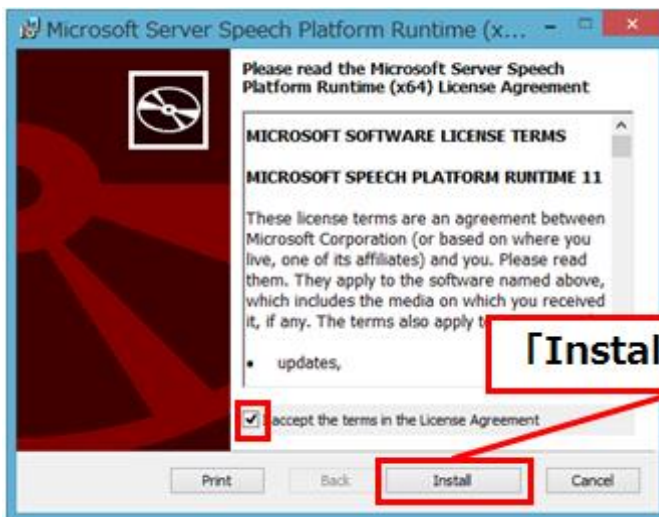 Microsoft Server Speech Platform Runtime (x...
Please read the Microsoft Server Speech
Platform Runtime (x64) License Agreement
MICROSOFT SOFTWARE LICENSE TERMS
MICROSOFT SPEECH PLATFORM RUNTIME 11
These license terms are an agreement between
Microsoft Corporation (or based on where you
live, one of its affiliates) and you. Please read
them. They apply to the software named above,
which includes the media on which you received
it, if any. The terms also apply
• updates,
「Instal
accept the terms in the License Agreement
Print Back Install Cancel